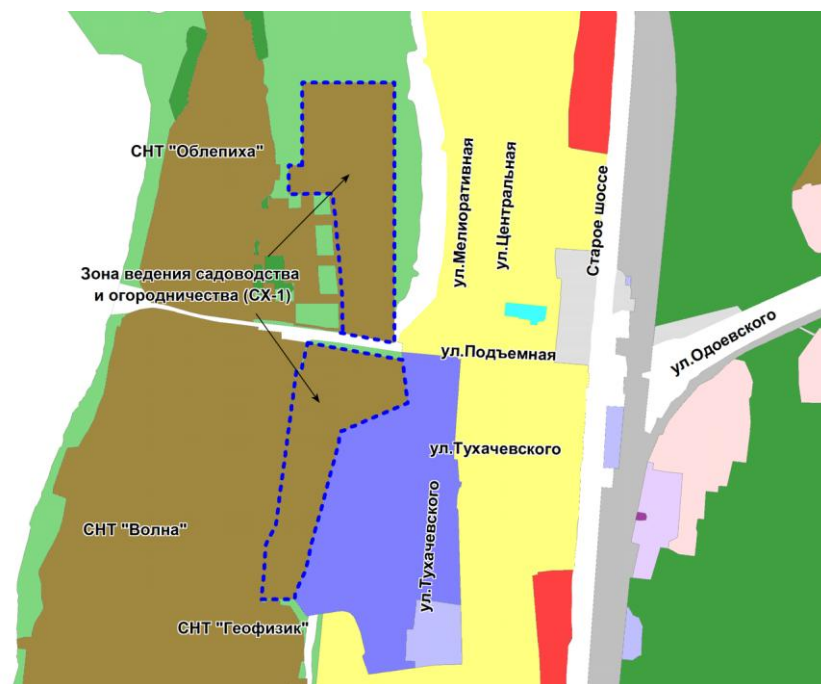 СНТ "Облепиха"
ул.Мелиоративная
ул.Центральная
Старое шоссе
Зона ведения садоводства
и огородничества (СХ-1)
ул.Подъемная
ул.Одоевского
ул.Тухачевского
СНТ "Волна"
ул.Тухачевского
СНТ "Геофизик"